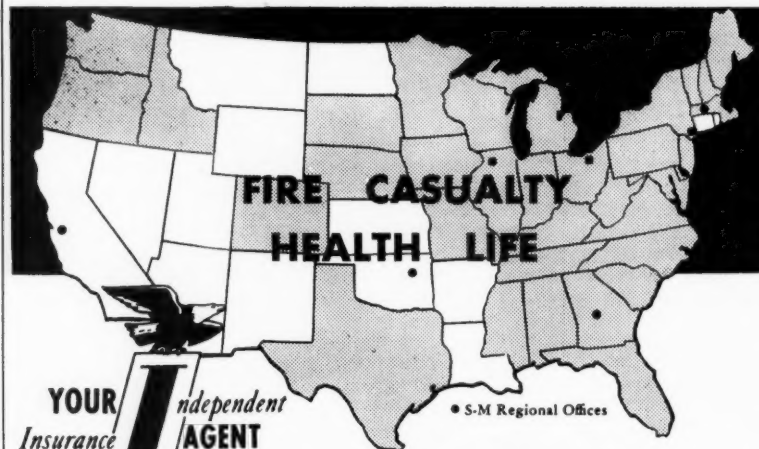 FIRE CASUALTY
HEALTH LIFE
YOUR Independent
Insurance AGENT
• S-M Regional Offices